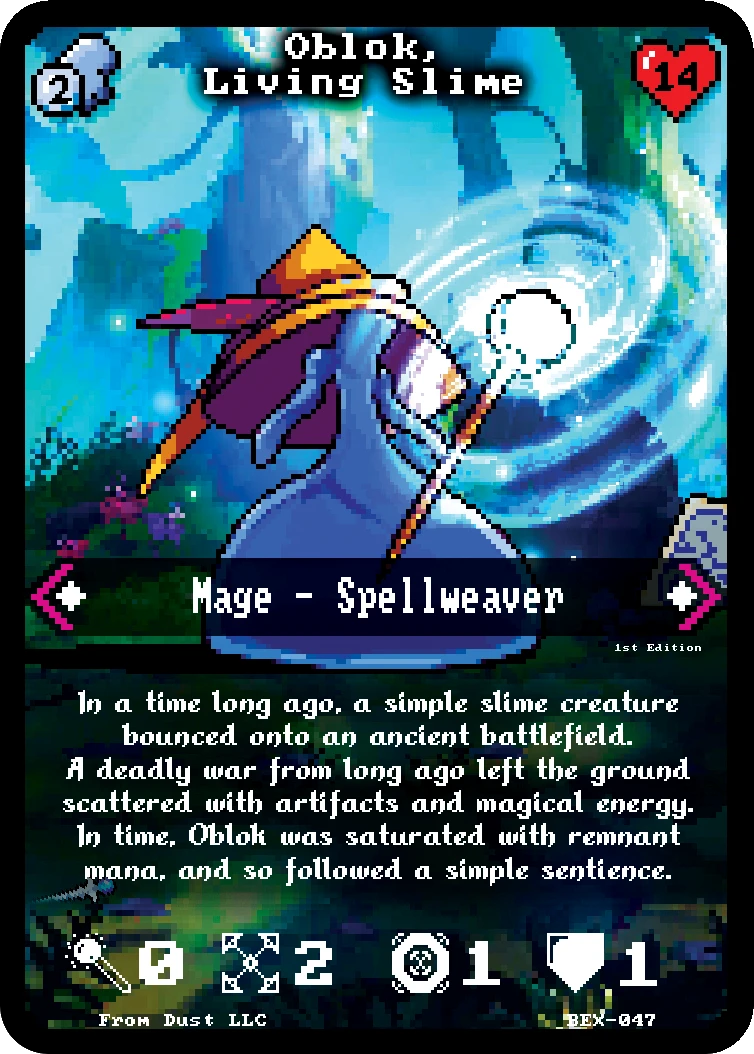 Oblok,
Living Slime
2
14
Mage - Spellweaver
1st Edition
In a time long ago, a simple slime creature
bounced onto an ancient battlefield.
A deadly war from long ago left the ground
scattered with artifacts and magical energy.
In time, Oblok was saturated with remnant
mana, and so followed a simple sentience.
0 2 1 1
From Dust LLC
BEX-047